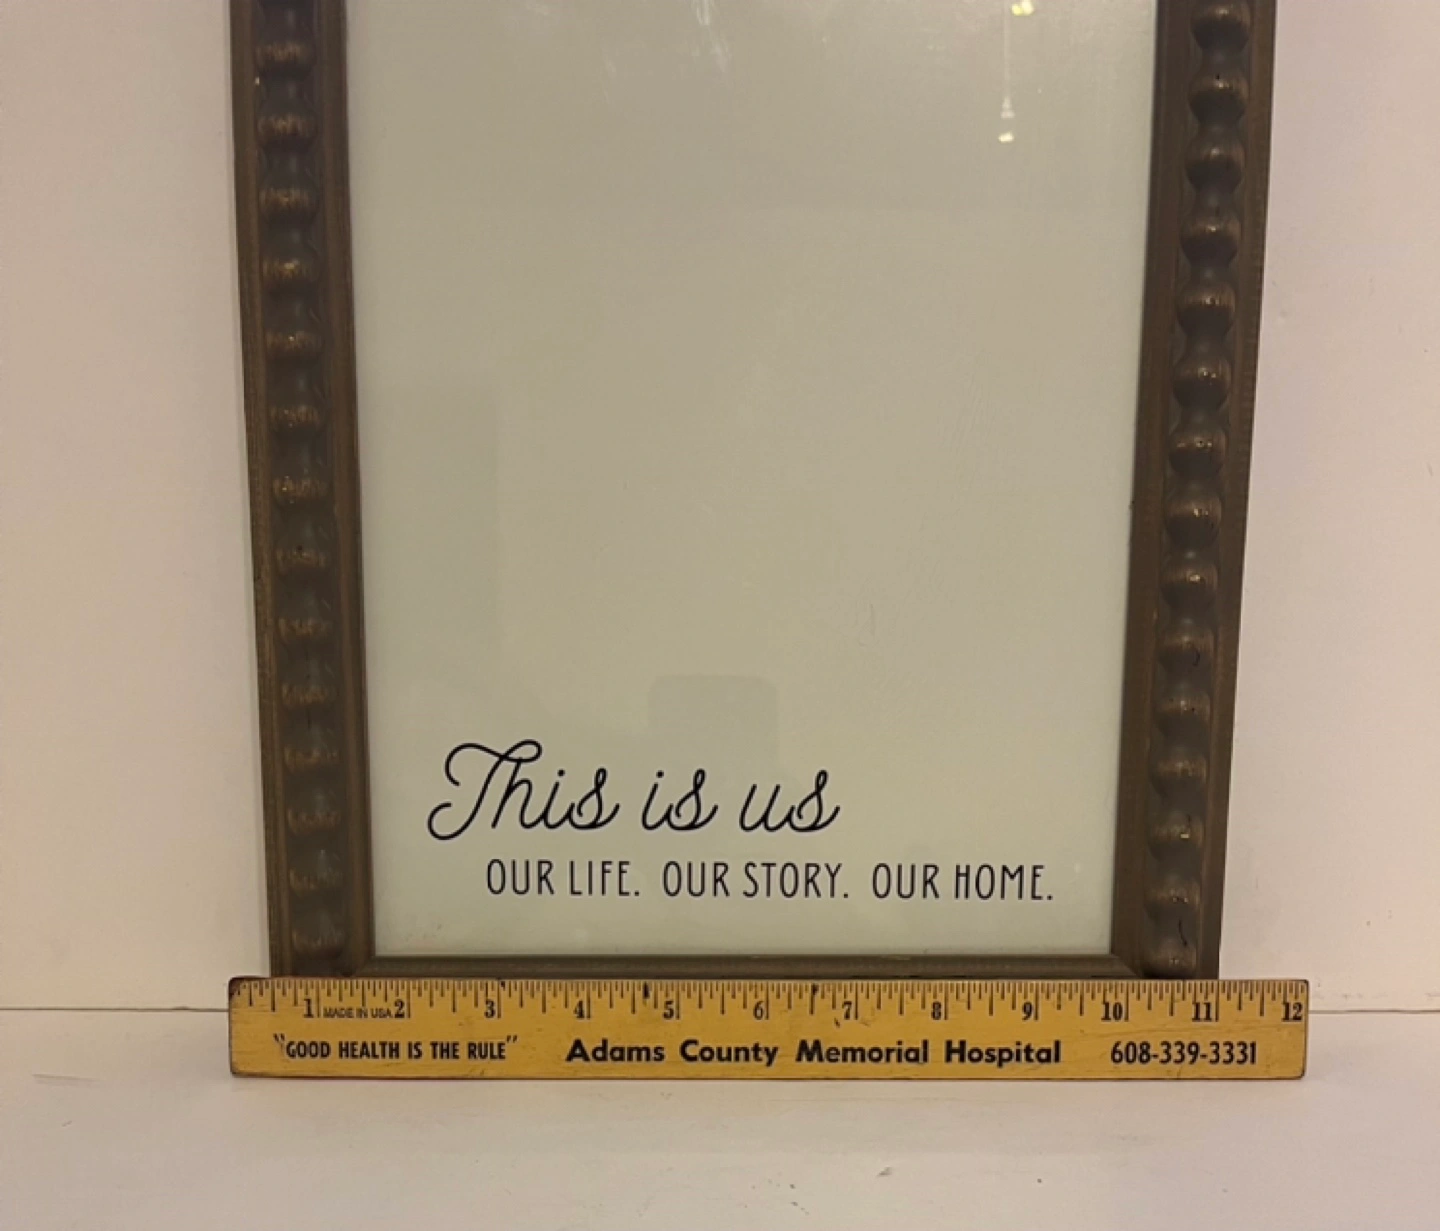 This is us
OUR LIFE. OUR STORY. OUR HOME.
1 MADE IN USA 2 3 4 5 6 7 8 9 10 11 12
"GOOD HEALTH IS THE RULE" Adams County Memorial Hospital 608-339-3331